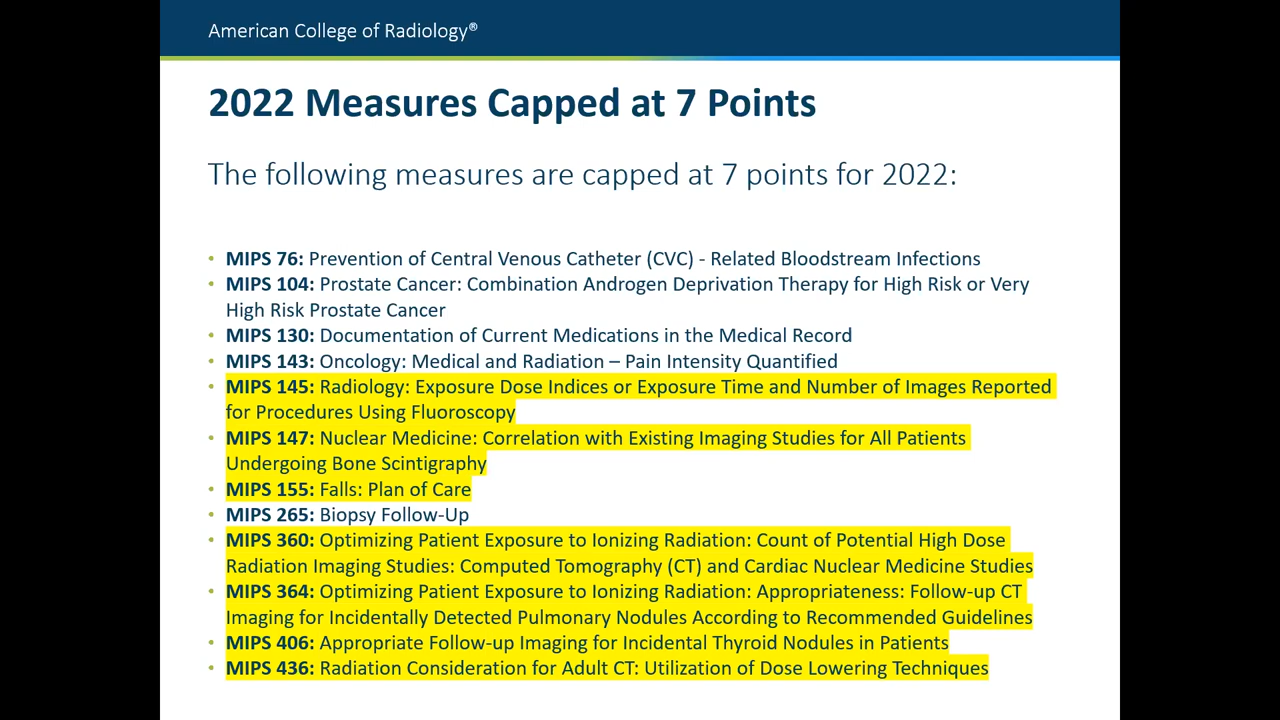 American College of Radiology®
2022 Measures Capped at 7 Points
The following measures are capped at 7 points for 2022:
• MIPS 76: Prevention of Central Venous Catheter (CVC) - Related Bloodstream Infections
• MIPS 104: Prostate Cancer: Combination Androgen Deprivation Therapy for High Risk or Very
High Risk Prostate Cancer
• MIPS 130: Documentation of Current Medications in the Medical Record
• MIPS 143: Oncology: Medical and Radiation – Pain Intensity Quantified
• MIPS 145: Radiology: Exposure Dose Indices or Exposure Time and Number of Images Reported
for Procedures Using Fluoroscopy
• MIPS 147: Nuclear Medicine: Correlation with Existing Imaging Studies for All Patients
Undergoing Bone Scintigraphy
• MIPS 155: Falls: Plan of Care
• MIPS 265: Biopsy Follow-Up
• MIPS 360: Optimizing Patient Exposure to Ionizing Radiation: Count of Potential High Dose
Radiation Imaging Studies: Computed Tomography (CT) and Cardiac Nuclear Medicine Studies
• MIPS 364: Optimizing Patient Exposure to Ionizing Radiation: Appropriateness: Follow-up CT
Imaging for Incidentally Detected Pulmonary Nodules According to Recommended Guidelines
• MIPS 406: Appropriate Follow-up Imaging for Incidental Thyroid Nodules in Patients
• MIPS 436: Radiation Consideration for Adult CT: Utilization of Dose Lowering Techniques